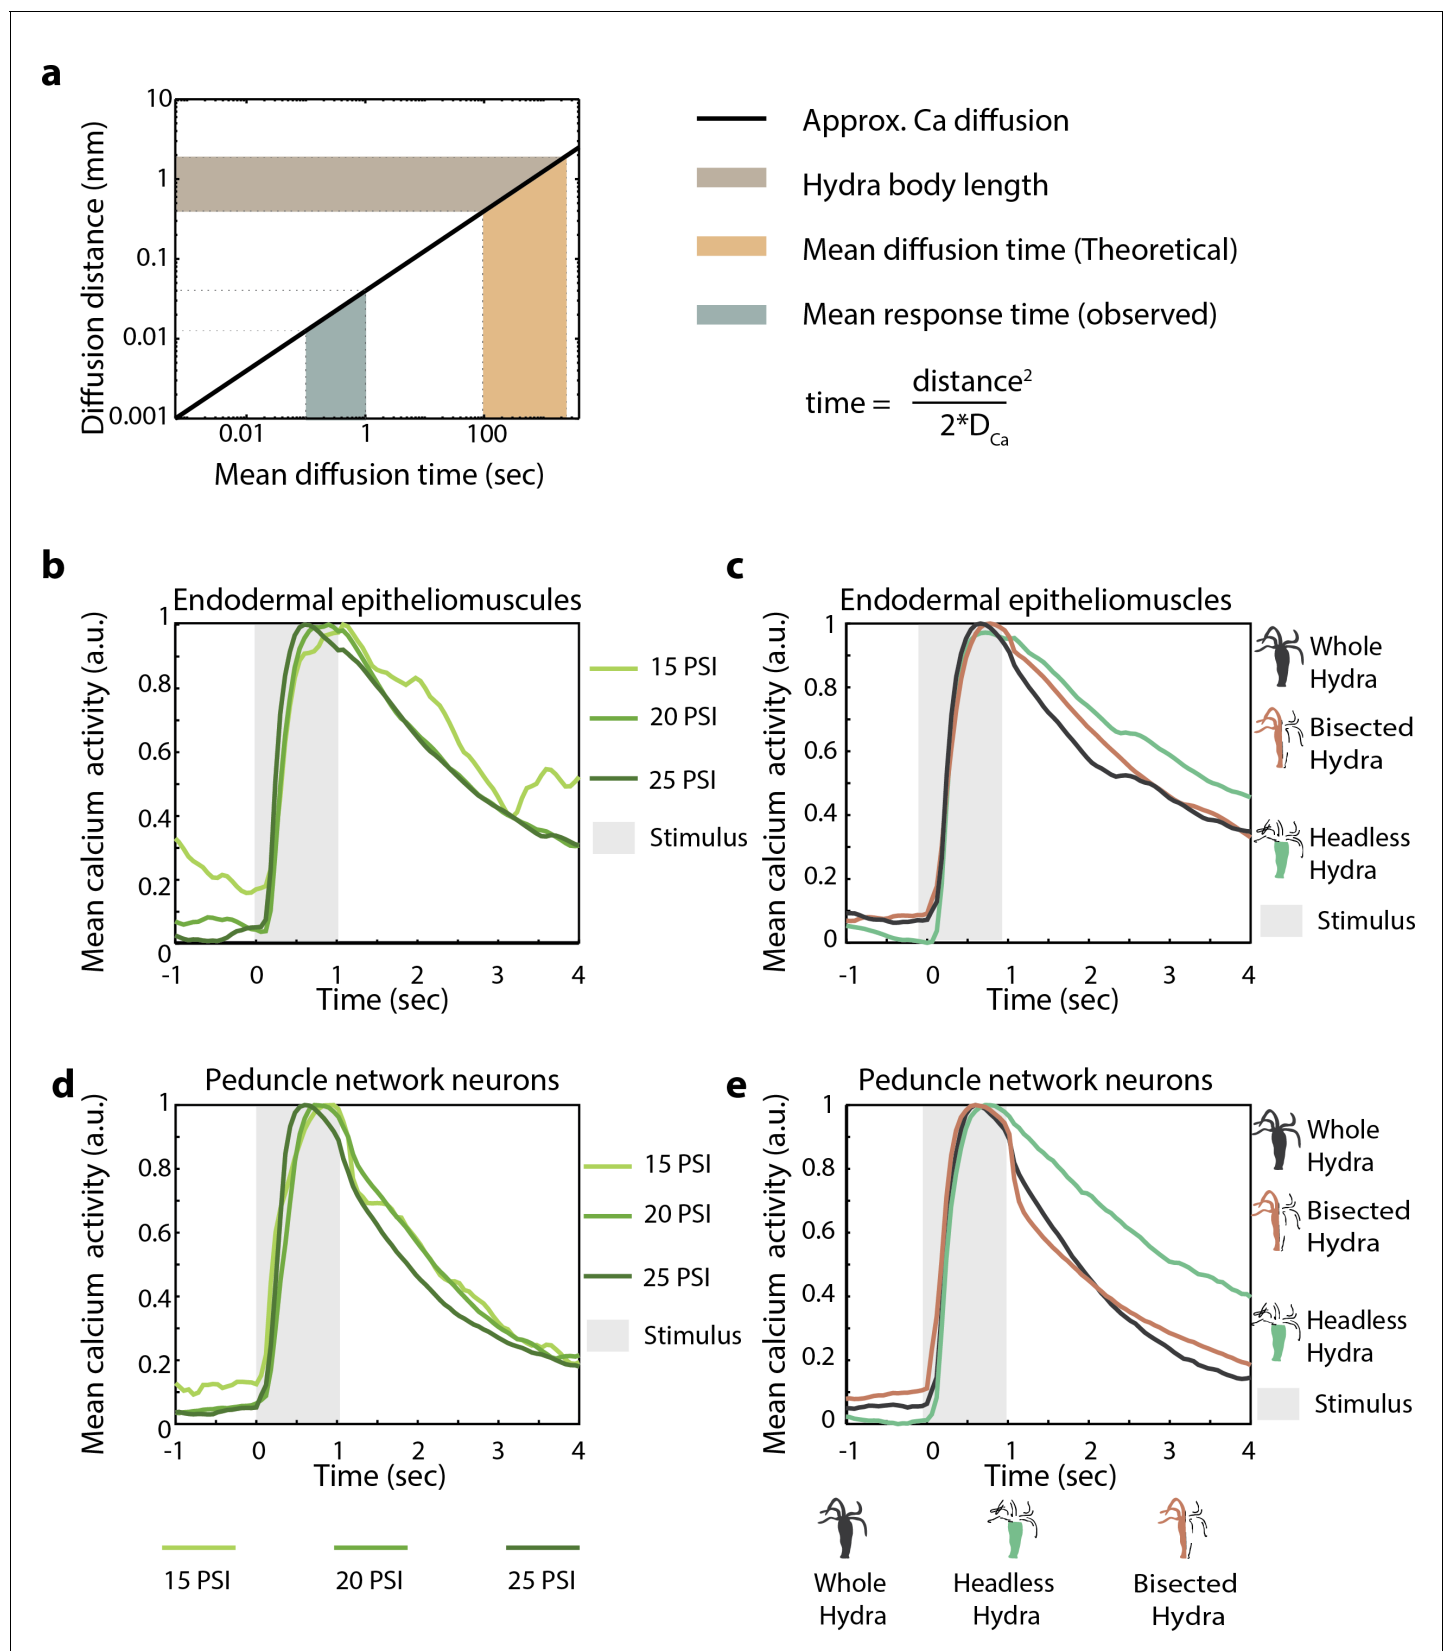 a
Diffusion distance (mm)
10
1
0.1
0.01
0.001
0.01 1 100
Mean diffusion time (sec)
Approx. Ca diffusion
Hydra body length
Mean diffusion time (Theoretical)
Mean response time (observed)
time = distance² / 2*D_Ca
b
Endodermal epitheliomuscules
Mean calcium activity (a.u.)
1
0.8
0.6
0.4
0.2
0
-1 0 1 2 3 4
Time (sec)
15 PSI
20 PSI
25 PSI
Stimulus
c
Endodermal epitheliomuscles
Mean calcium activity (a.u.)
1
0.8
0.6
0.4
0.2
0
-1 0 1 2 3 4
Time (sec)
Whole
Hydra
Bisected
Hydra
Headless
Hydra
Stimulus
d
Peduncle network neurons
Mean calcium activity (a.u.)
1
0.8
0.6
0.4
0.2
0
-1 0 1 2 3 4
Time (sec)
15 PSI
20 PSI
25 PSI
Stimulus
15 PSI 20 PSI 25 PSI
e
Peduncle network neurons
Mean calcium activity (a.u.)
1
0.8
0.6
0.4
0.2
0
-1 0 1 2 3 4
Time (sec)
Whole
Hydra
Bisected
Hydra
Headless
Hydra
Stimulus
Whole
Hydra
Headless
Hydra
Bisected
Hydra